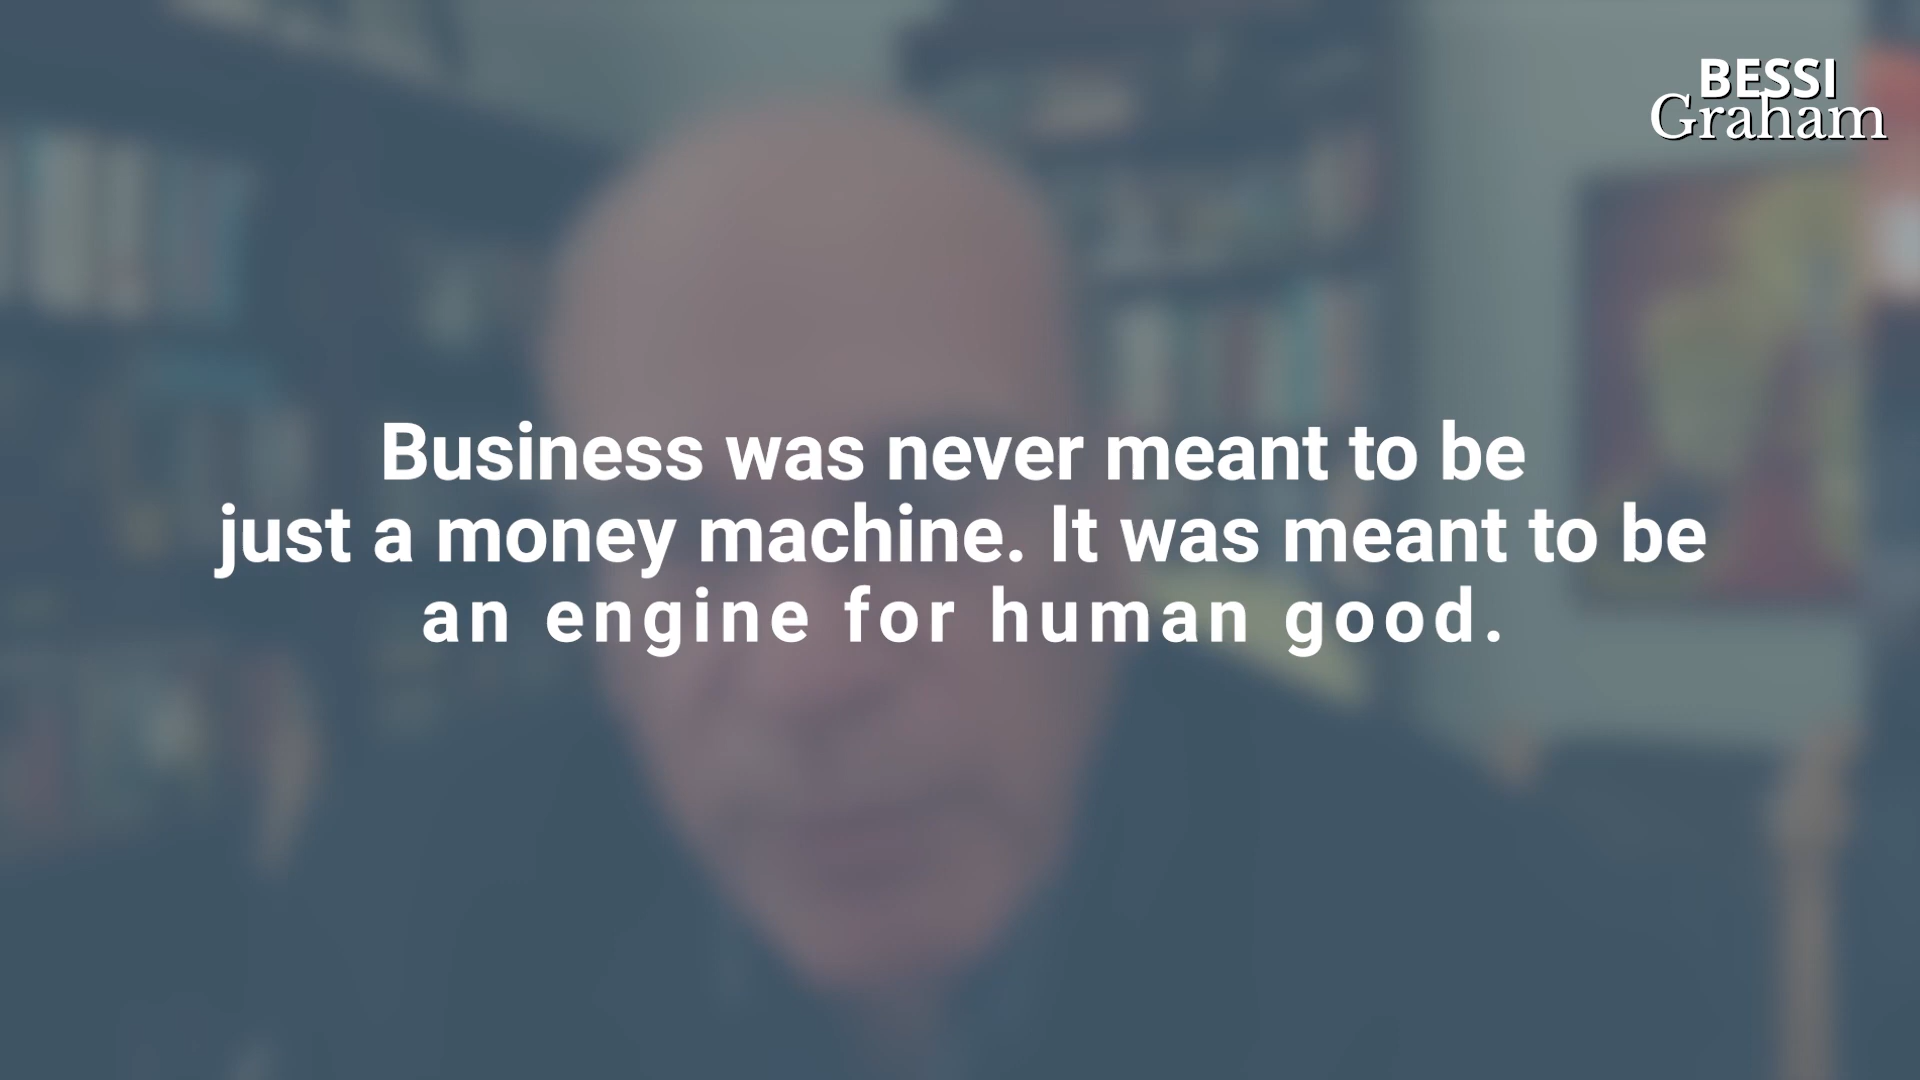 BESSI
Graham
Business was never meant to be
just a money machine. It was meant to be
an engine for human good.